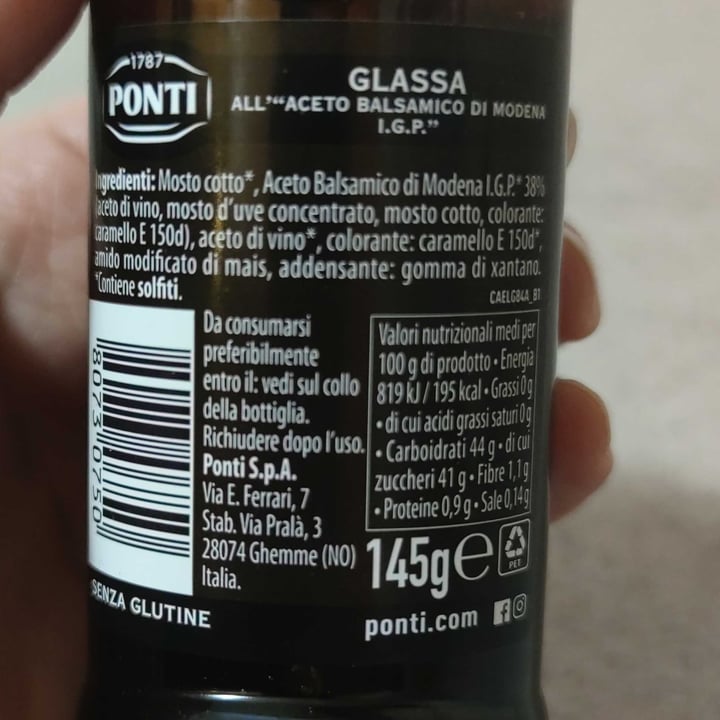 1787
PONTI
GLASSA
ALL'“ACETO BALSAMICO DI MODENA
I.G.P.”
Ingredienti: Mosto cotto*, Aceto Balsamico di Modena I.G.P.* 38%
(aceto di vino, mosto d'uve concentrato, mosto cotto, colorante:
caramello E 150d), aceto di vino*, colorante: caramello E 150d*,
amido modificato di mais, addensante: gomma di xantano.
*Contiene solfiti.
CAELGB4A_B1
Da consumarsi
preferibilmente
entro il: vedi sul collo
della bottiglia.
Richiudere dopo l'uso.
Ponti S.p.A.
Via E. Ferrari, 7
Stab. Via Pralà, 3
28074 Ghemme (NO)
Italia.
Valori nutrizionali medi per
100 g di prodotto • Energia
819 kJ / 195 kcal • Grassi 0 g
• di cui acidi grassi saturi 0 g
• Carboidrati 44 g • di cui
zuccheri 41 g • Fibre 1,1 g
• Proteine 0,9 g • Sale 0,14 g
8073 0750
145g e
PET
SENZA GLUTINE
ponti.com